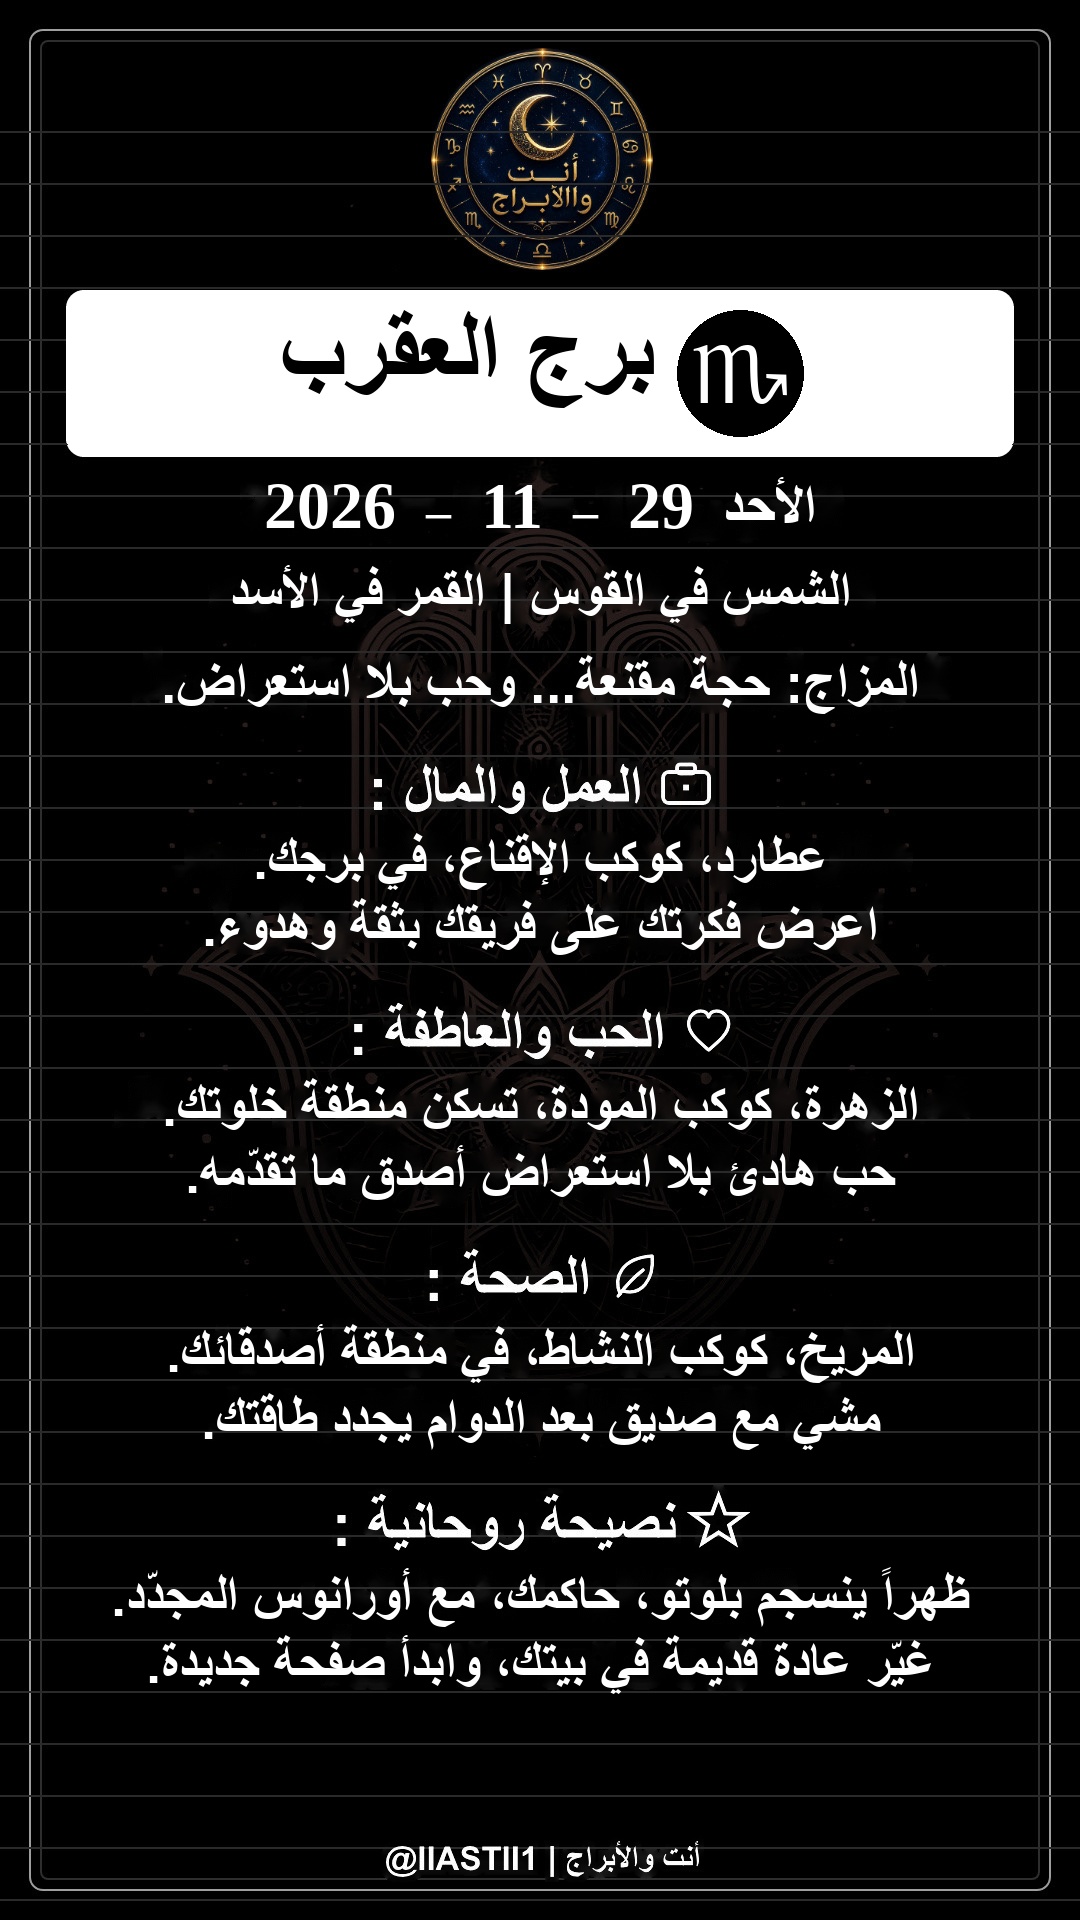 أنت
واالآبراج
برج العقرب
الأحد 29 – 11 – 2026
الشمس في القوس | القمر في الأسد
المزاج: حجة مقنعة... وحب بلا استعراض.
العمل والمال :
عطارد، كوكب الإقناع، في برجك.
اعرض فكرتك على فريقك بثقة وهدوء.
الحب والعاطفة :
الزهرة، كوكب المودة، تسكن منطقة خلوتك.
حب هادئ بلا استعراض أصدق ما تقدّمه.
الصحة :
المريخ، كوكب النشاط، في منطقة أصدقائك.
مشي مع صديق بعد الدوام يجدد طاقتك.
نصيحة روحانية :
ظهراً ينسجم بلوتو، حاكمك، مع أورانوس المجدّد.
غيّر عادة قديمة في بيتك، وابدأ صفحة جديدة.
أنت والأبراج | @IIASTII1